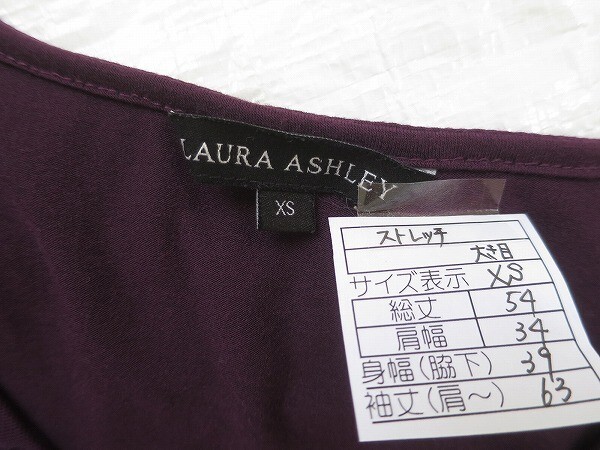 LAURA ASHLEY
XS
ストレッチ
大き目
サイズ表示 XS
総丈 54
肩幅 34
身幅(脇下) 39
袖丈(肩〜) 63